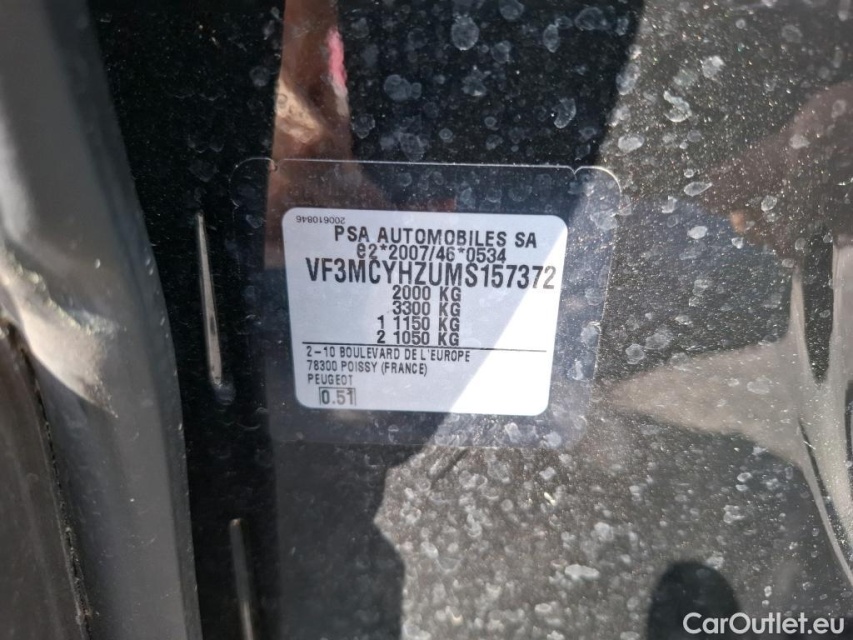 200610846
PSA AUTOMOBILES SA
e2*2007/46*0534
VF3MCYHZUMS157372
2000 KG
3300 KG
1 1150 KG
2 1050 KG
2-10 BOULEVARD DE L'EUROPE
78300 POISSY (FRANCE)
PEUGEOT
0.51
CarOutlet.eu